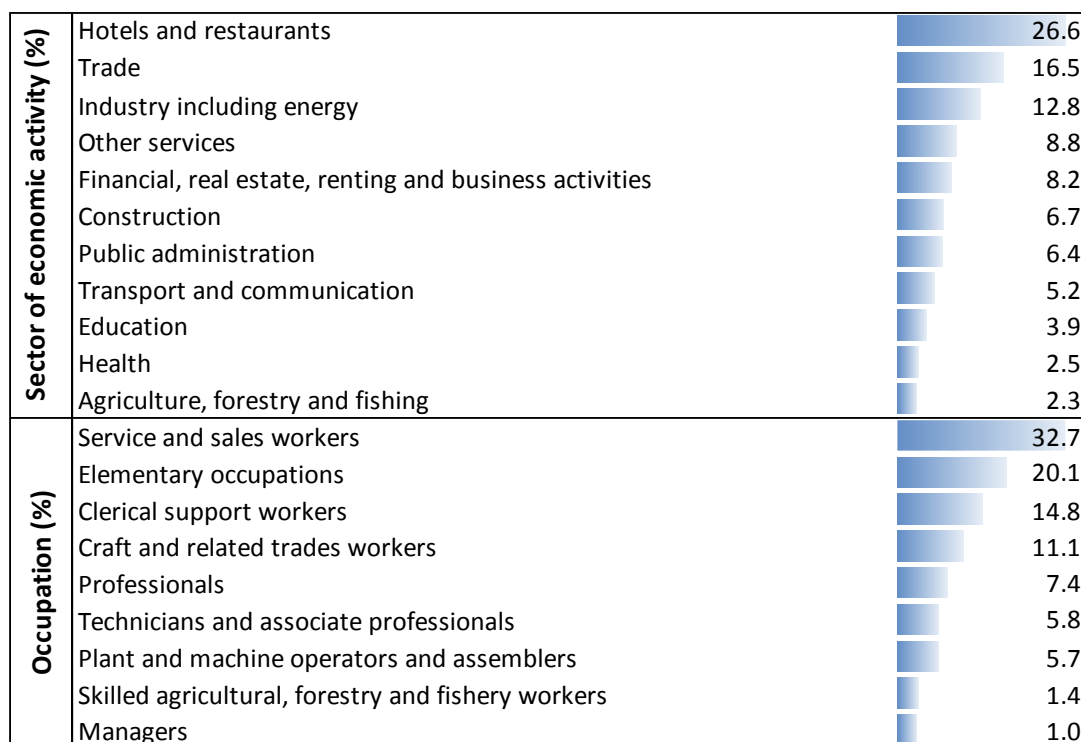 Sector of economic activity (%)
Hotels and restaurants 26.6
Trade 16.5
Industry including energy 12.8
Other services 8.8
Financial, real estate, renting and business activities 8.2
Construction 6.7
Public administration 6.4
Transport and communication 5.2
Education 3.9
Health 2.5
Agriculture, forestry and fishing 2.3
Occupation (%)
Service and sales workers 32.7
Elementary occupations 20.1
Clerical support workers 14.8
Craft and related trades workers 11.1
Professionals 7.4
Technicians and associate professionals 5.8
Plant and machine operators and assemblers 5.7
Skilled agricultural, forestry and fishery workers 1.4
Managers 1.0